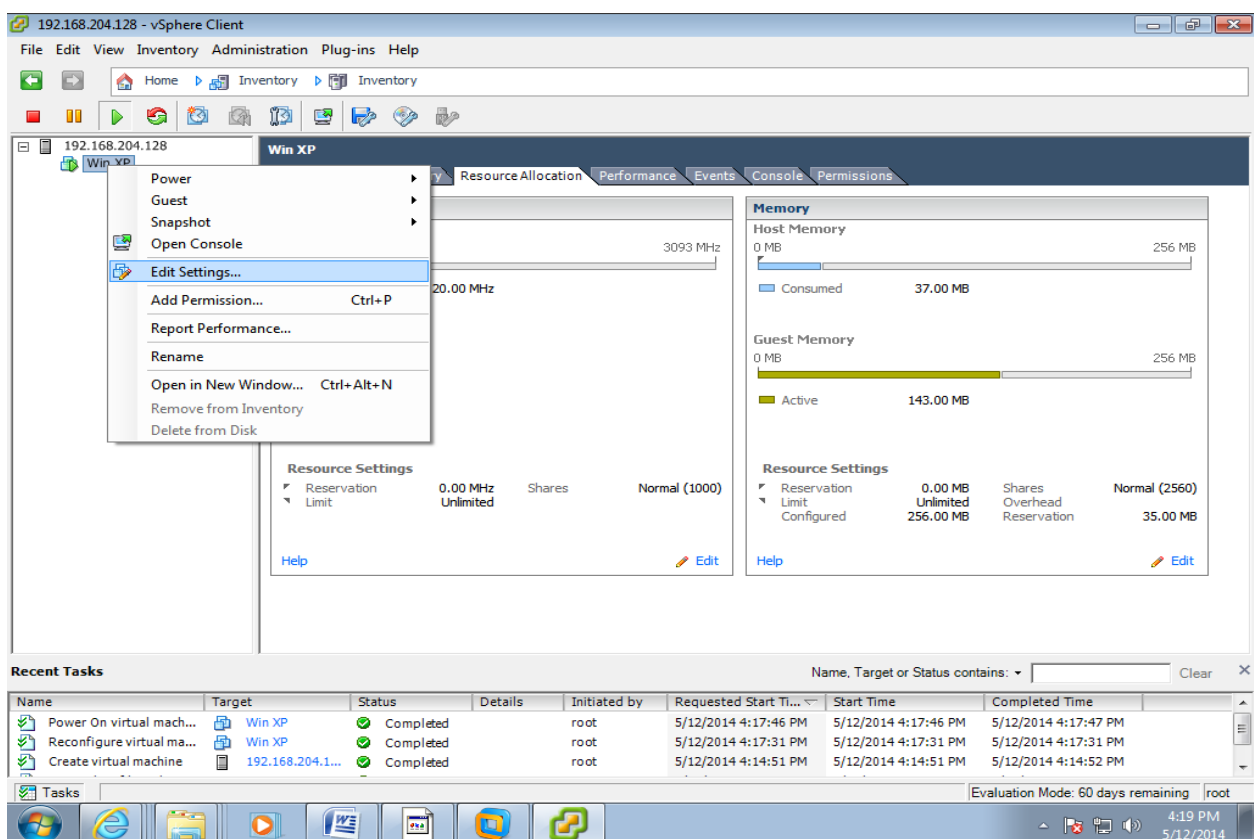 192.168.204.128 - vSphere Client
File Edit View Inventory Administration Plug-ins Help
Home Inventory Inventory
192.168.204.128
Win XP
Win XP
Resource Allocation Performance Events Console Permissions
Power
Guest
Snapshot
Open Console
Edit Settings...
Add Permission... Ctrl+P
Report Performance...
Rename
Open in New Window... Ctrl+Alt+N
Remove from Inventory
Delete from Disk
3093 MHz
20.00 MHz
Resource Settings
Reservation 0.00 MHz Shares Normal (1000)
Limit Unlimited
Help Edit
Memory
Host Memory
0 MB 256 MB
Consumed 37.00 MB
Guest Memory
0 MB 256 MB
Active 143.00 MB
Resource Settings
Reservation 0.00 MB Shares Normal (2560)
Limit Unlimited Overhead
Configured 256.00 MB Reservation 35.00 MB
Help Edit
Recent Tasks Name, Target or Status contains: Clear
Name Target Status Details Initiated by Requested Start Ti... Start Time Completed Time
Power On virtual mach... Win XP Completed root 5/12/2014 4:17:46 PM 5/12/2014 4:17:46 PM 5/12/2014 4:17:47 PM
Reconfigure virtual ma... Win XP Completed root 5/12/2014 4:17:31 PM 5/12/2014 4:17:31 PM 5/12/2014 4:17:31 PM
Create virtual machine 192.168.204.1... Completed root 5/12/2014 4:14:51 PM 5/12/2014 4:14:51 PM 5/12/2014 4:14:52 PM
Tasks Evaluation Mode: 60 days remaining root
4:19 PM
5/12/2014